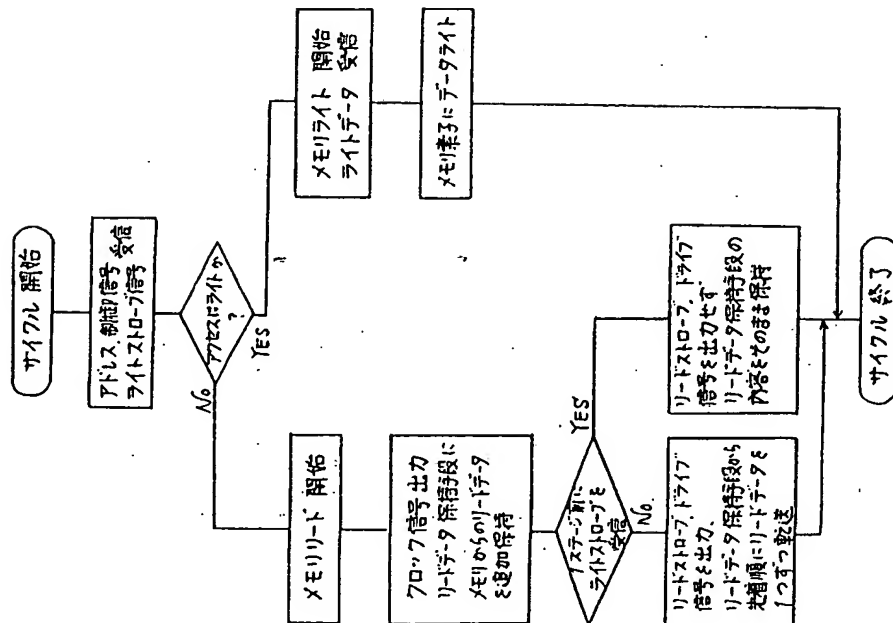 サイクル 開始
アドレス、制御信号
ライトストローブ信号 受信
アクセスはライトか
?
No
YES
メモリリード 開始
クロック信号出力
リードデータ保持手段に
メモリからのリードデータ
を追加保持
1ステージ前に
ライトストローブを
受信
No
YES
リードストローブ、ドライブ
信号を出力、
リードデータ保持手段から
先着順にリードデータを
1つずつ転送
リードストローブ、ドライブ
信号を出力せず、
リードデータ保持手段の
内容をそのまま保持
メモリライト 開始
ライトデータ 受信
メモリ素子にデータライト
サイクル 終了